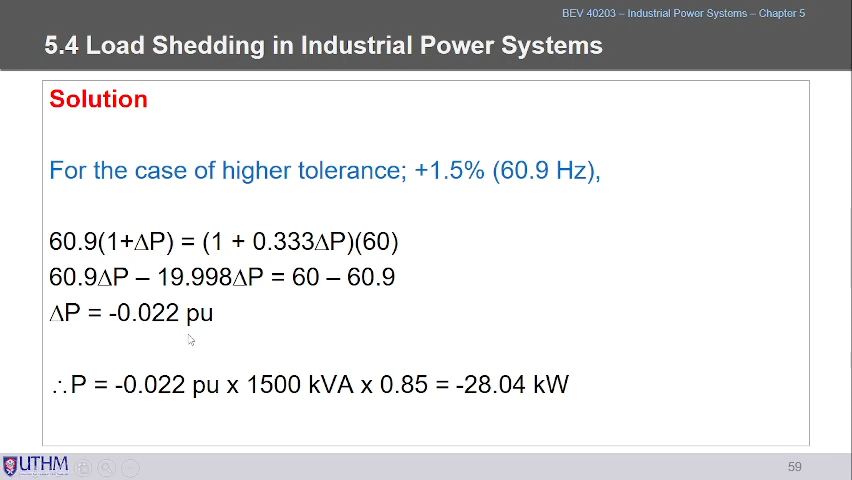 BEV 40203 – Industrial Power Systems – Chapter 5
5.4 Load Shedding in Industrial Power Systems
Solution
For the case of higher tolerance; +1.5% (60.9 Hz),
60.9(1+∆P) = (1 + 0.333∆P)(60)
60.9∆P – 19.998∆P = 60 – 60.9
∆P = -0.022 pu
∴P = -0.022 pu x 1500 kVA x 0.85 = -28.04 kW
UTHM
59